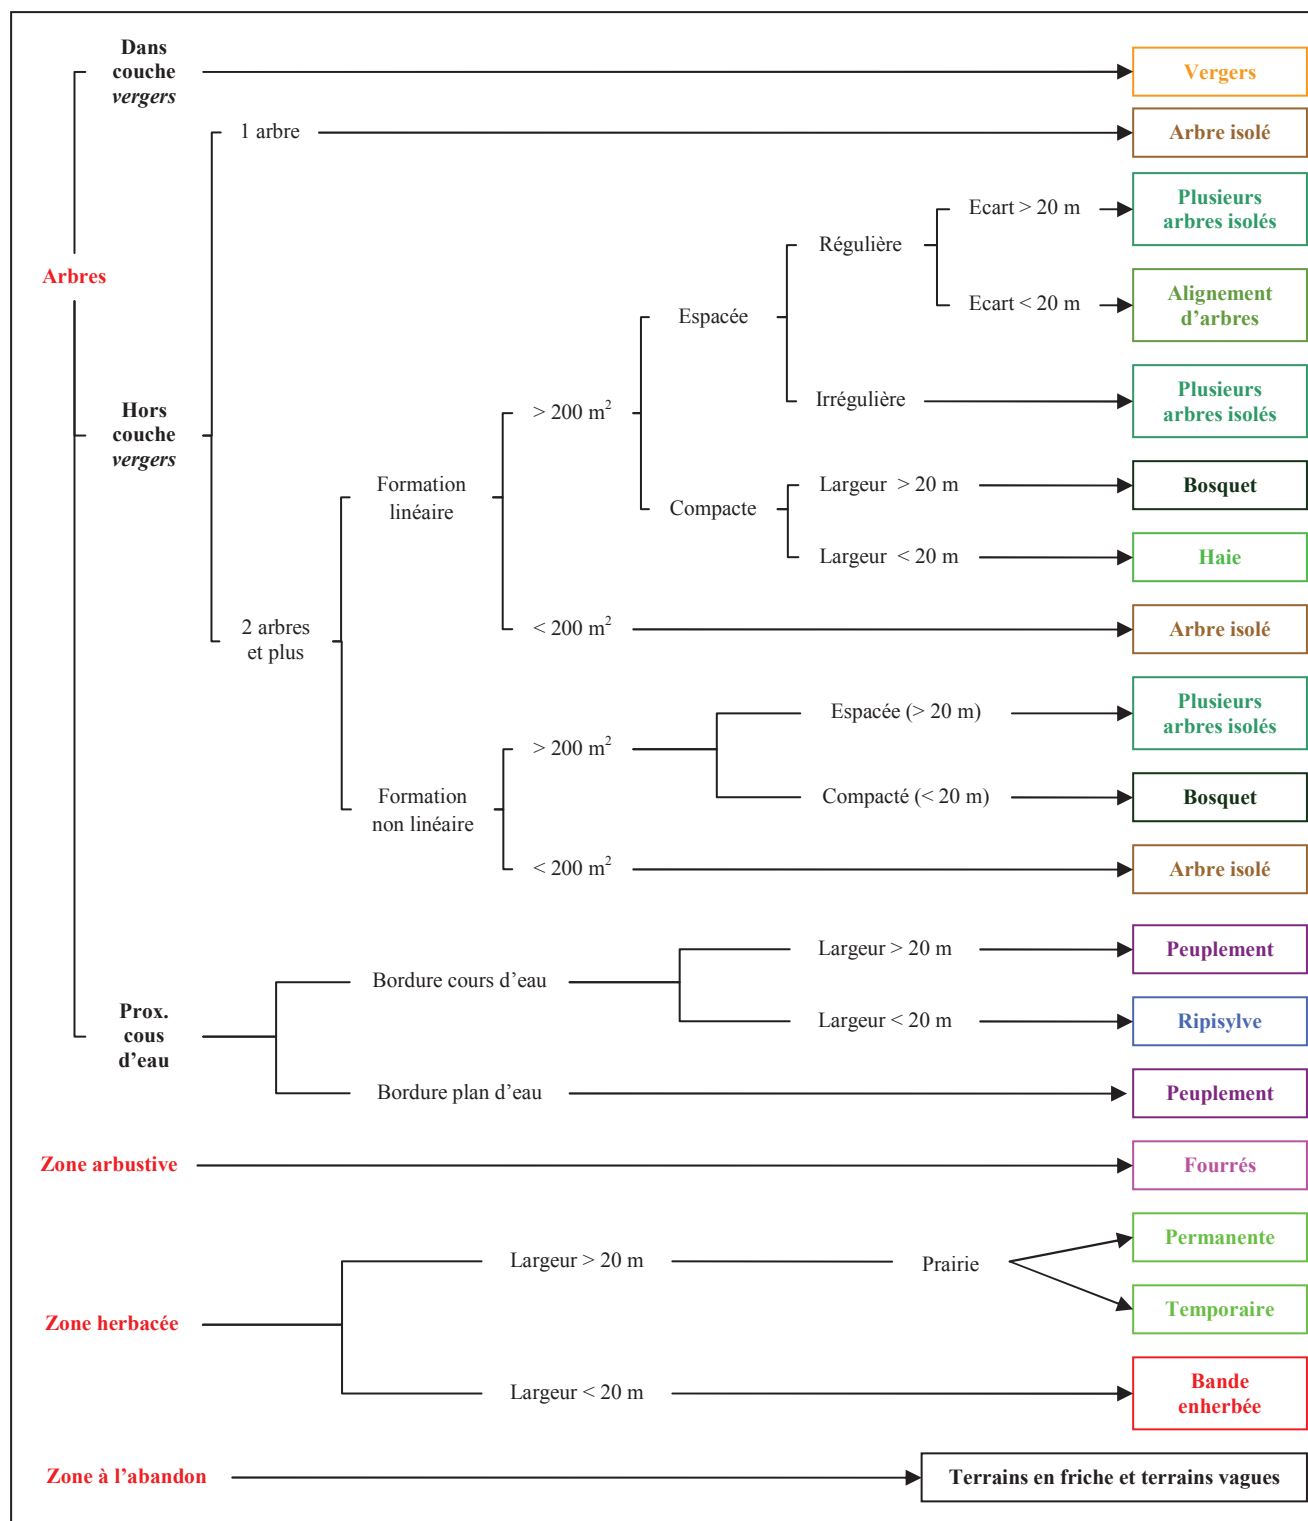 Dans
couche
vergers
Vergers
1 arbre
Arbre isolé
Plusieurs
arbres isolés
Ecart > 20 m
Régulière
Arbres
Ecart < 20 m
Alignement
d’arbres
Espacée
Hors
couche
vergers
Irrégulière
Plusieurs
arbres isolés
> 200 m²
Formation
linéaire
Largeur > 20 m
Bosquet
Compacte
Largeur < 20 m
Haie
2 arbres
et plus
< 200 m²
Arbre isolé
Espacée (> 20 m)
Plusieurs
arbres isolés
> 200 m²
Formation
non linéaire
Compacté (< 20 m)
Bosquet
< 200 m²
Arbre isolé
Largeur > 20 m
Peuplement
Bordure cours d’eau
Prox.
cous
d’eau
Largeur < 20 m
Ripisylve
Bordure plan d’eau
Peuplement
Zone arbustive
Fourrés
Permanente
Largeur > 20 m
Prairie
Zone herbacée
Temporaire
Largeur < 20 m
Bande
enherbée
Zone à l’abandon
Terrains en friche et terrains vagues